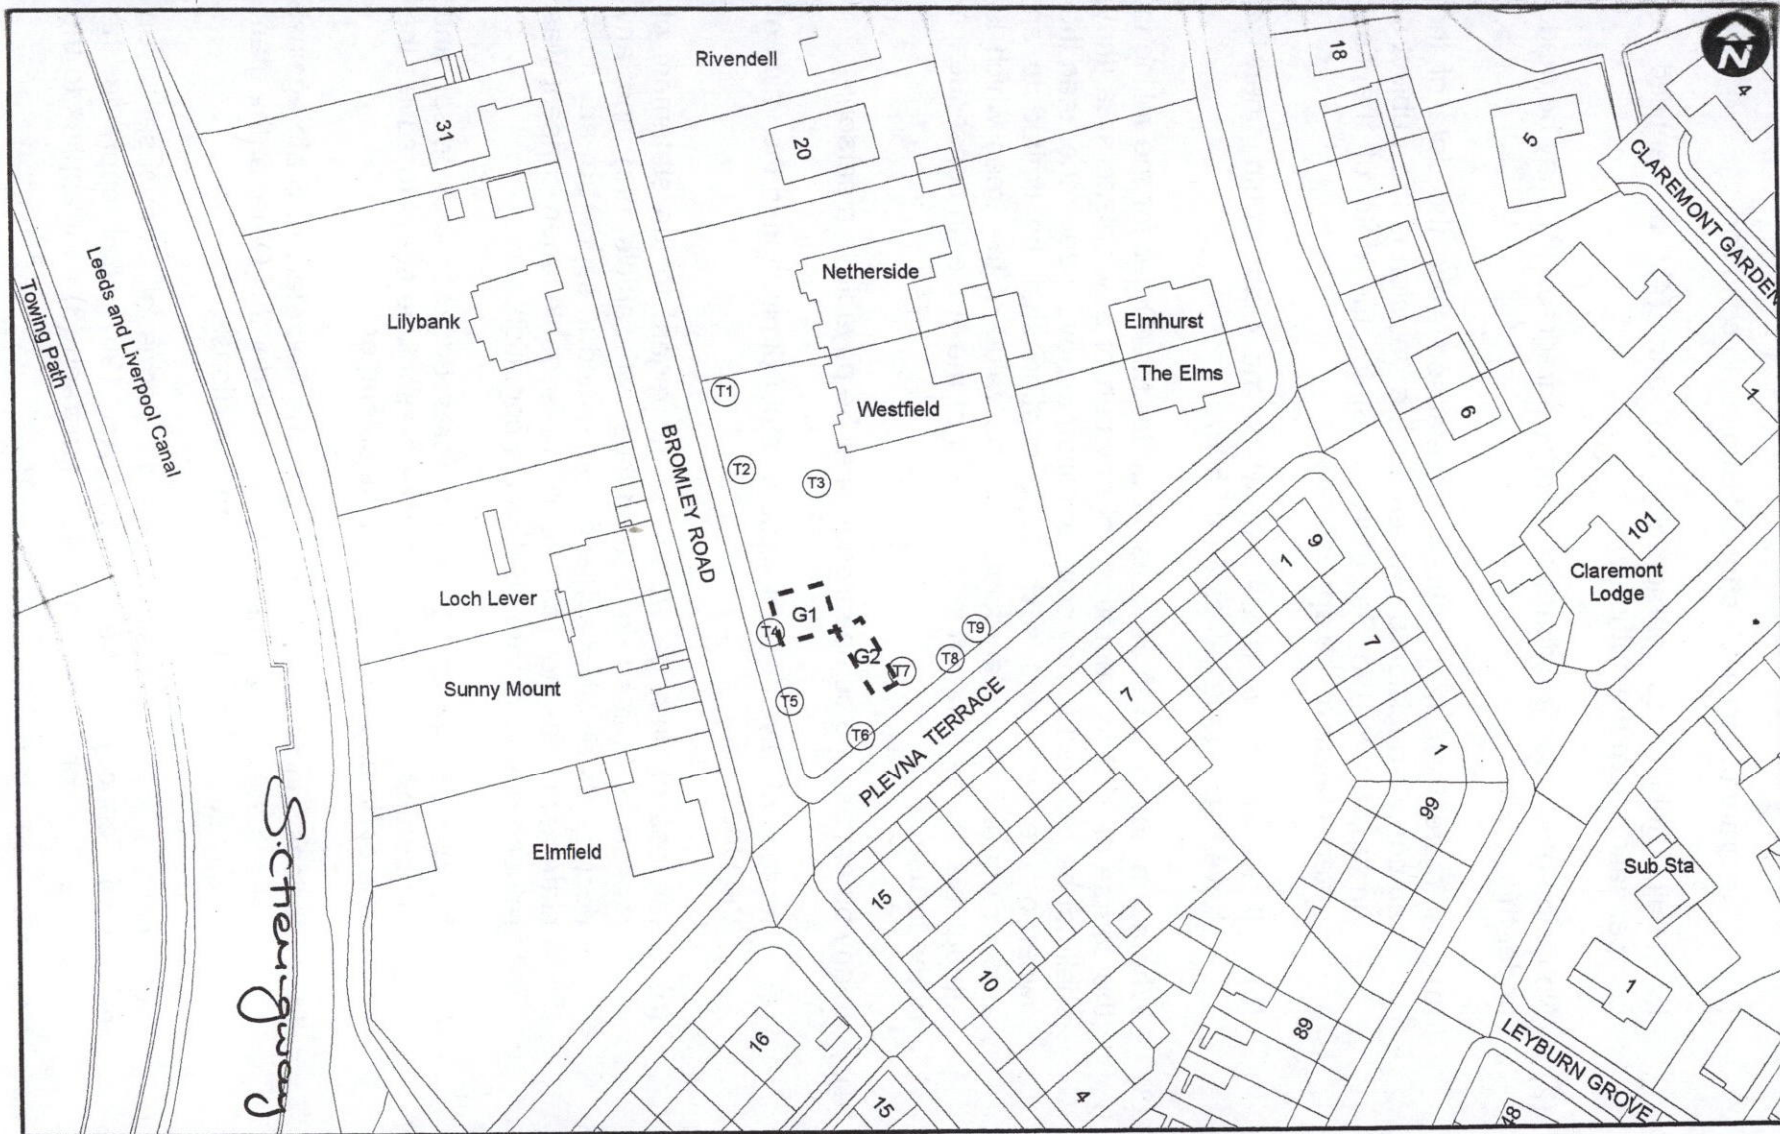 N
Rivendell
18
4
31
20
5
CLAREMONT GARDEN
Netherside
Leeds and Liverpool Canal
Towing Path
Lilybank
Elmhurst
The Elms
T1
Westfield
6
1
BROMLEY ROAD
T2
T3
101
Claremont
Lodge
9
1
Loch Lever
G1
T4
T9
G2
T8
T7
7
Sunny Mount
T5
7
T6
PLEVNA TERRACE
1
99
Elmfield
Sub Sta
15
S.C Hemingway
10
1
16
89
LEYBURN GROVE
4
15
48